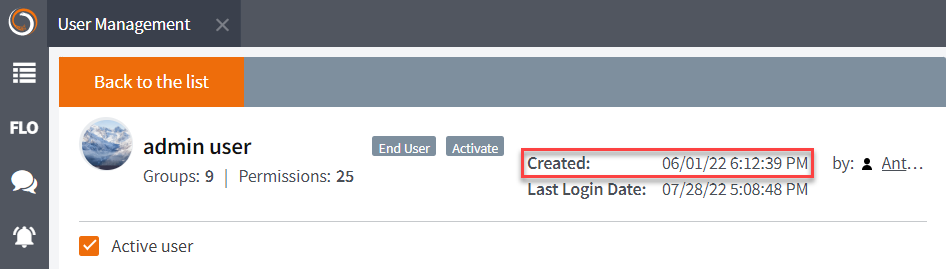 User Management
Back to the list
FLO
admin user
End User Activate
Groups: 9 | Permissions: 25
Created: 06/01/22 6:12:39 PM by: Ant...
Last Login Date: 07/28/22 5:08:48 PM
Active user